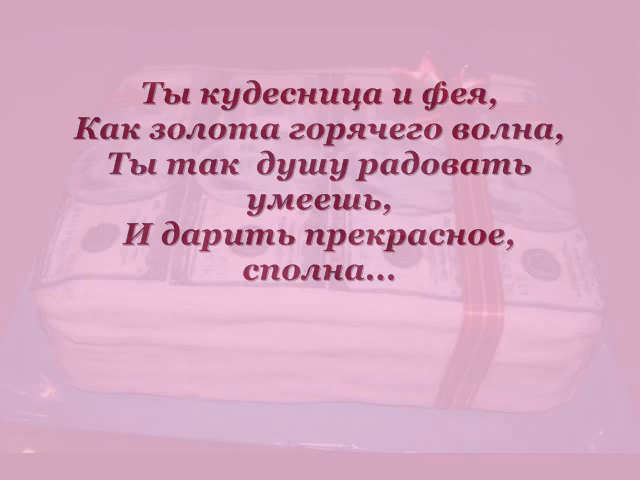 Ты кудесница и фея,
Как золота горячего волна,
Ты так  душу радовать
умеешь,
И дарить прекрасное,
сполна...